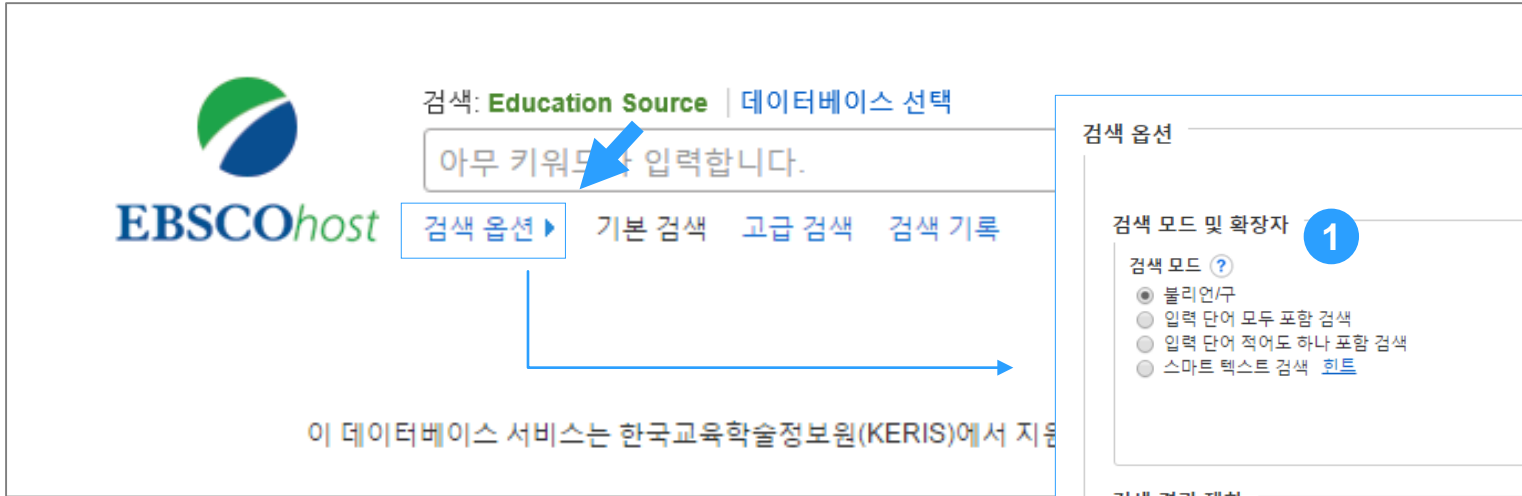 검색: Education Source 데이터베이스 선택
아무 키워드 입력합니다.
EBSCOhost
검색 옵션 기본 검색 고급 검색 검색 기록
이 데이터베이스 서비스는 한국교육학술정보원(KERIS)에서 지원
검색 옵션
검색 모드 및 확장자
1
검색 모드 ?
불리언/구
입력 단어 모두 포함 검색
입력 단어 적어도 하나 포함 검색
스마트 텍스트 검색 힌트